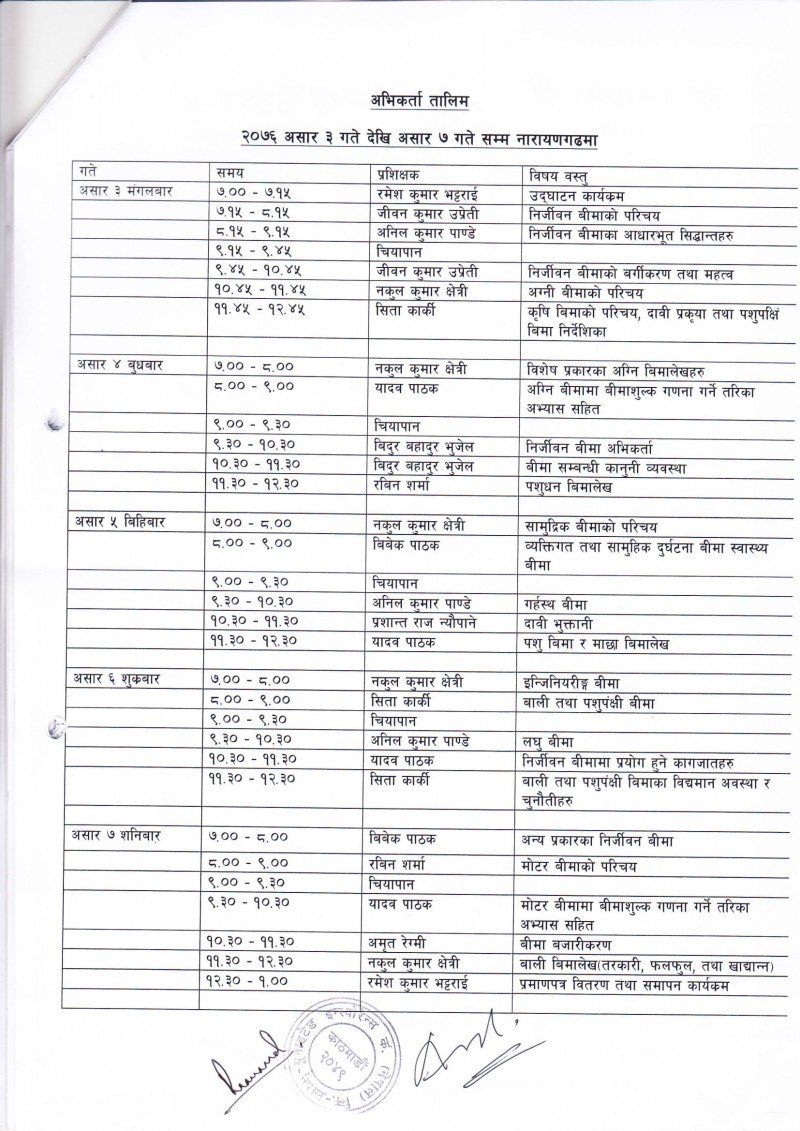 अभिकर्ता तालिम
२०७६ असार ३ गते देखि असार ७ गते सम्म नारायणगढमा
गते समय प्रशिक्षक विषय वस्तु
असार ३ मंगलबार ७.०० - ७.१५ रमेश कुमार भट्टराई उद्घाटन कार्यकम
७.१५ - ८.१५ जीवन कुमार उप्रेती निर्जीवन बीमाको परिचय
८.१५ - ९.१५ अनिल कुमार पाण्डे निर्जीवन बीमाका आधारभूत सिद्धान्तहरु
९.१५ - ९.४५ चियापान
९.४५ - १०.४५ जीवन कुमार उप्रेती निर्जीवन बीमाको वर्गीकरण तथा महत्व
१०.४५ - ११.४५ नकुल कुमार क्षेत्री अग्नी बीमाको परिचय
११.४५ - १२.४५ सिता कार्की कृषि बिमाको परिचय, दावी प्रकृया तथा पशुपक्षिं
बिमा निर्देशिका
असार ४ बुधबार ७.०० - ८.०० नकुल कुमार क्षेत्री विशेष प्रकारका अग्नि बिमालेखहरु
८.०० - ९.०० यादव पाठक अग्नि बीमामा बीमाशुल्क गणना गर्ने तरिका
अभ्यास सहित
९.०० - ९.३० चियापान
९.३० - १०.३० बिदुर बहादुर भुजेल निर्जीवन बीमा अभिकर्ता
१०.३० - ११.३० बिदुर बहादुर भुजेल बीमा सम्बन्धी कानुनी व्यवस्था
११.३० - १२.३० रबिन शर्मा पशुधन बिमालेख
असार ५ बिहिबार ७.०० - ८.०० नकुल कुमार क्षेत्री सामुद्रिक बीमाको परिचय
८.०० - ९.०० बिबेक पाठक व्यक्तिगत तथा सामुहिक दुर्घटना बीमा स्वास्थ्य
बीमा
९.०० - ९.३० चियापान
९.३० - १०.३० अनिल कुमार पाण्डे गर्हस्थ बीमा
१०.३० - ११.३० प्रशान्त राज न्यौपाने दावी भुक्तानी
११.३० - १२.३० यादव पाठक पशु बिमा र माछा बिमालेख
असार ६ शुकबार ७.०० - ८.०० नकुल कुमार क्षेत्री इन्जिनियरीङ्ग बीमा
८.०० - ९.०० सिता कार्की बाली तथा पशुपंक्षी बीमा
९.०० - ९.३० चियापान
९.३० - १०.३० अनिल कुमार पाण्डे लघु बीमा
१०.३० - ११.३० यादव पाठक निर्जीवन बीमामा प्रयोग हुने कागजातहरु
११.३० - १२.३० सिता कार्की बाली तथा पशुपंक्षी बिमाका विद्यमान अवस्था र
चुनौतीहरु
असार ७ शनिबार ७.०० - ८.०० बिबेक पाठक अन्य प्रकारका निर्जीवन बीमा
८.०० - ९.०० रबिन शर्मा मोटर बीमाको परिचय
९.०० - ९.३० चियापान
९.३० - १०.३० यादव पाठक मोटर बीमामा बीमाशुल्क गणना गर्ने तरिका
अभ्यास सहित
१०.३० - ११.३० अमृत रेग्मी बीमा बजारीकरण
११.३० - १२.३० नकुल कुमार क्षेत्री बाली बिमालेख(तरकारी, फलफुल, तथा खाद्यान्न)
१२.३० - १.०० रमेश कुमार भट्टराई प्रमाणपत्र वितरण तथा समापन कार्यकम
युनाइटेड इन्स्योरेन्स कं. (नेपाल) लि.
काठमाडौं
२०४९